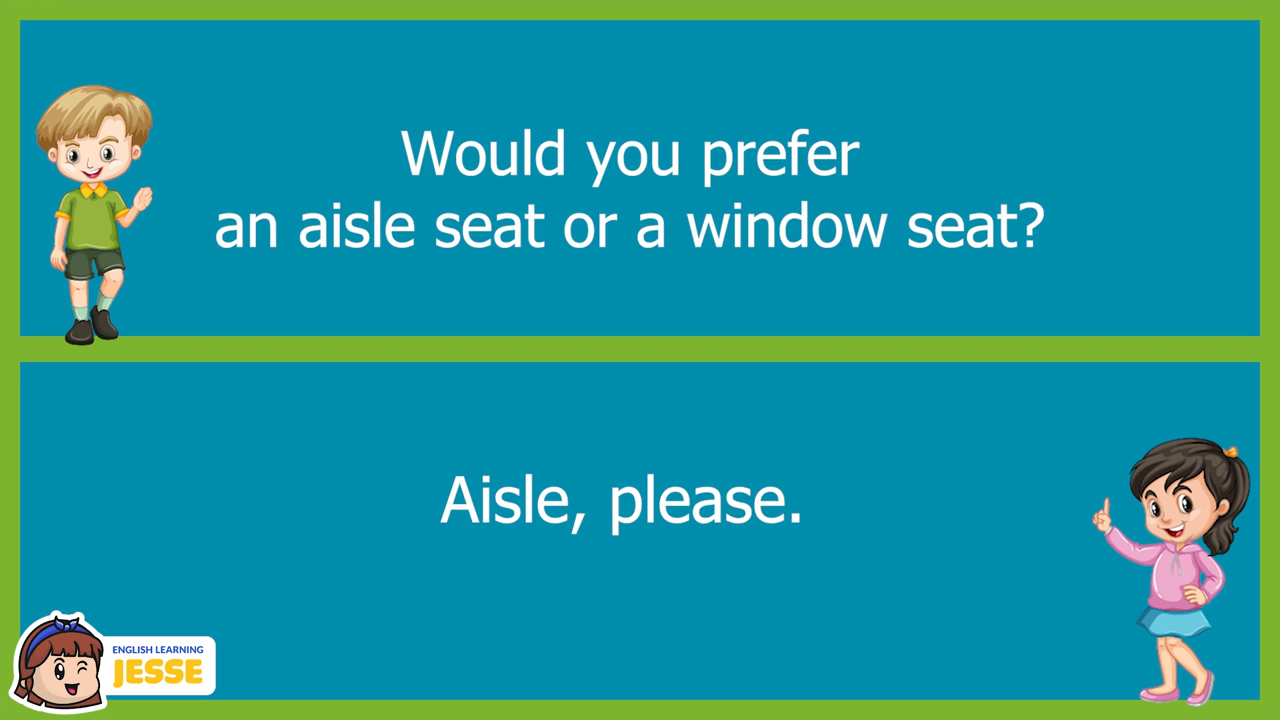 Would you prefer
an aisle seat or a window seat?
Aisle, please.
ENGLISH LEARNING
JESSE